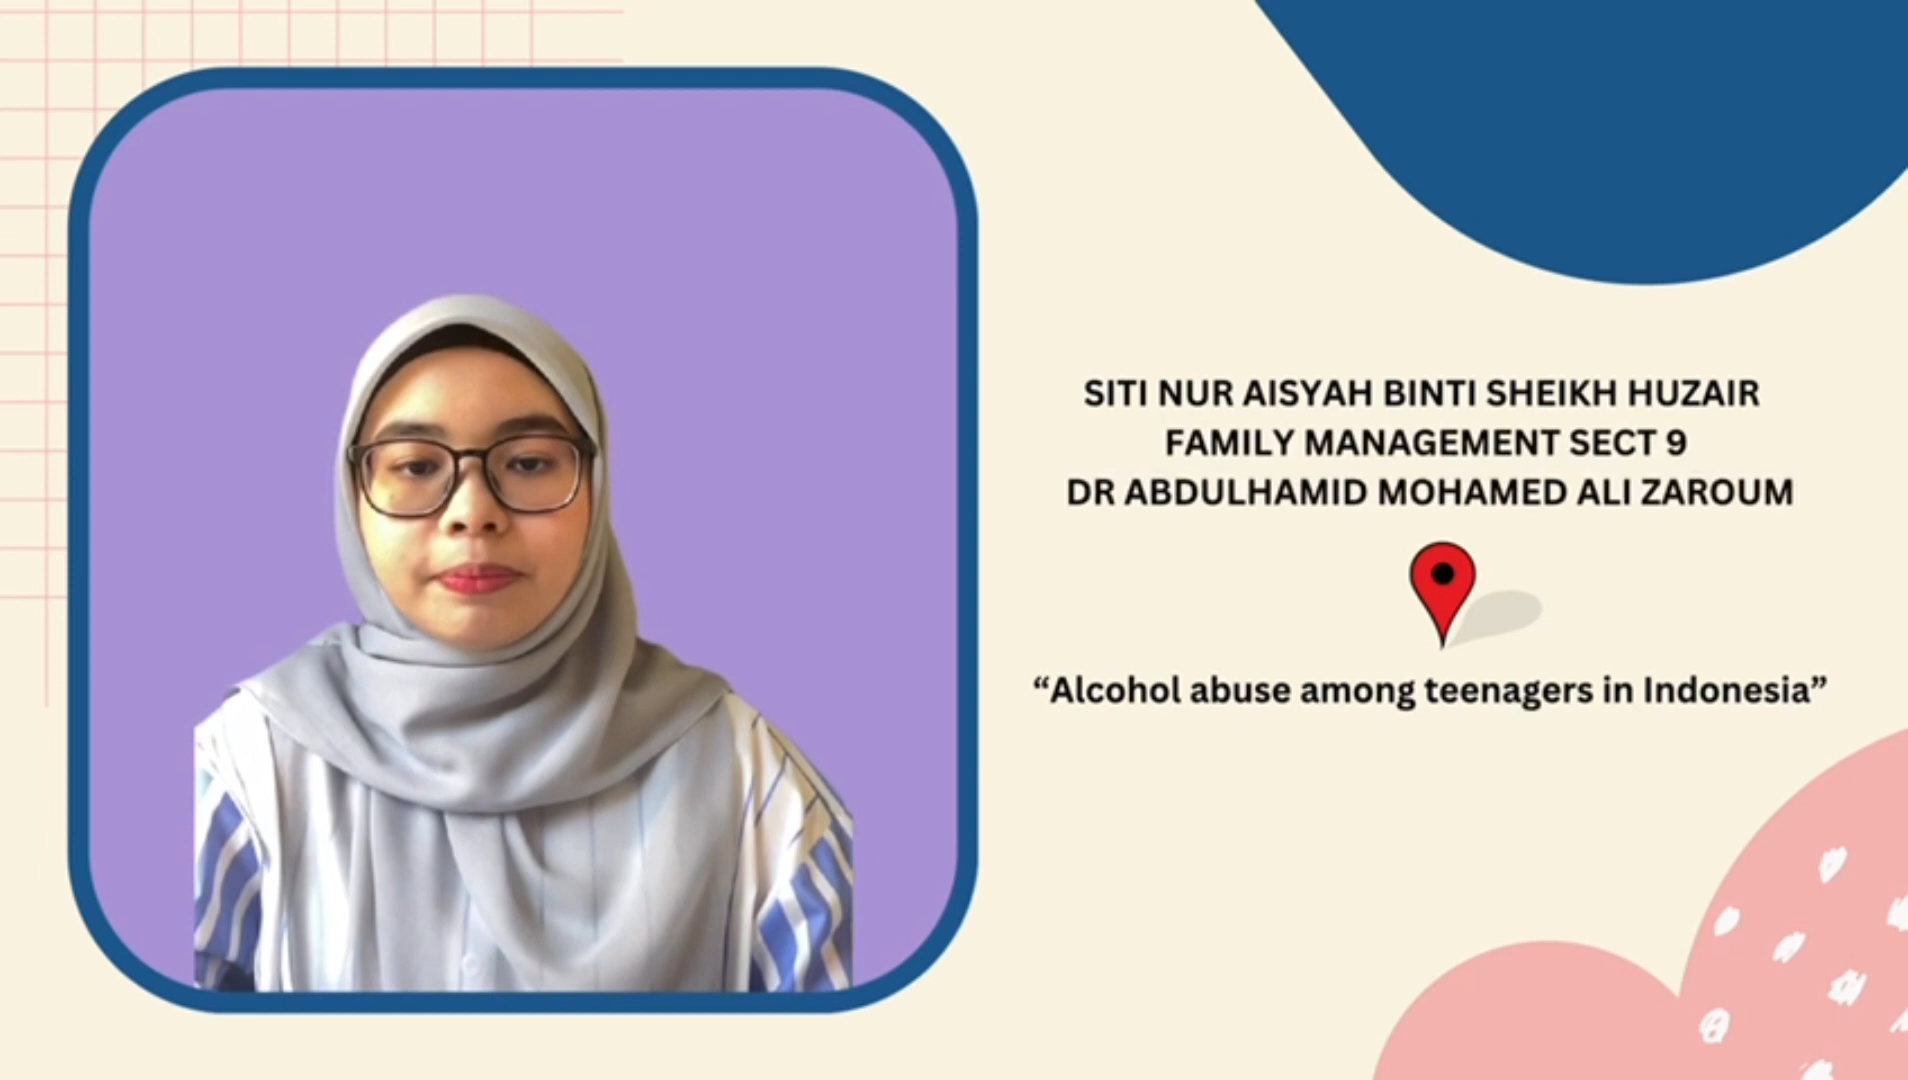 SITI NUR AISYAH BINTI SHEIKH HUZAIR
FAMILY MANAGEMENT SECT 9
DR ABDULHAMID MOHAMED ALI ZAROUM
“Alcohol abuse among teenagers in Indonesia”